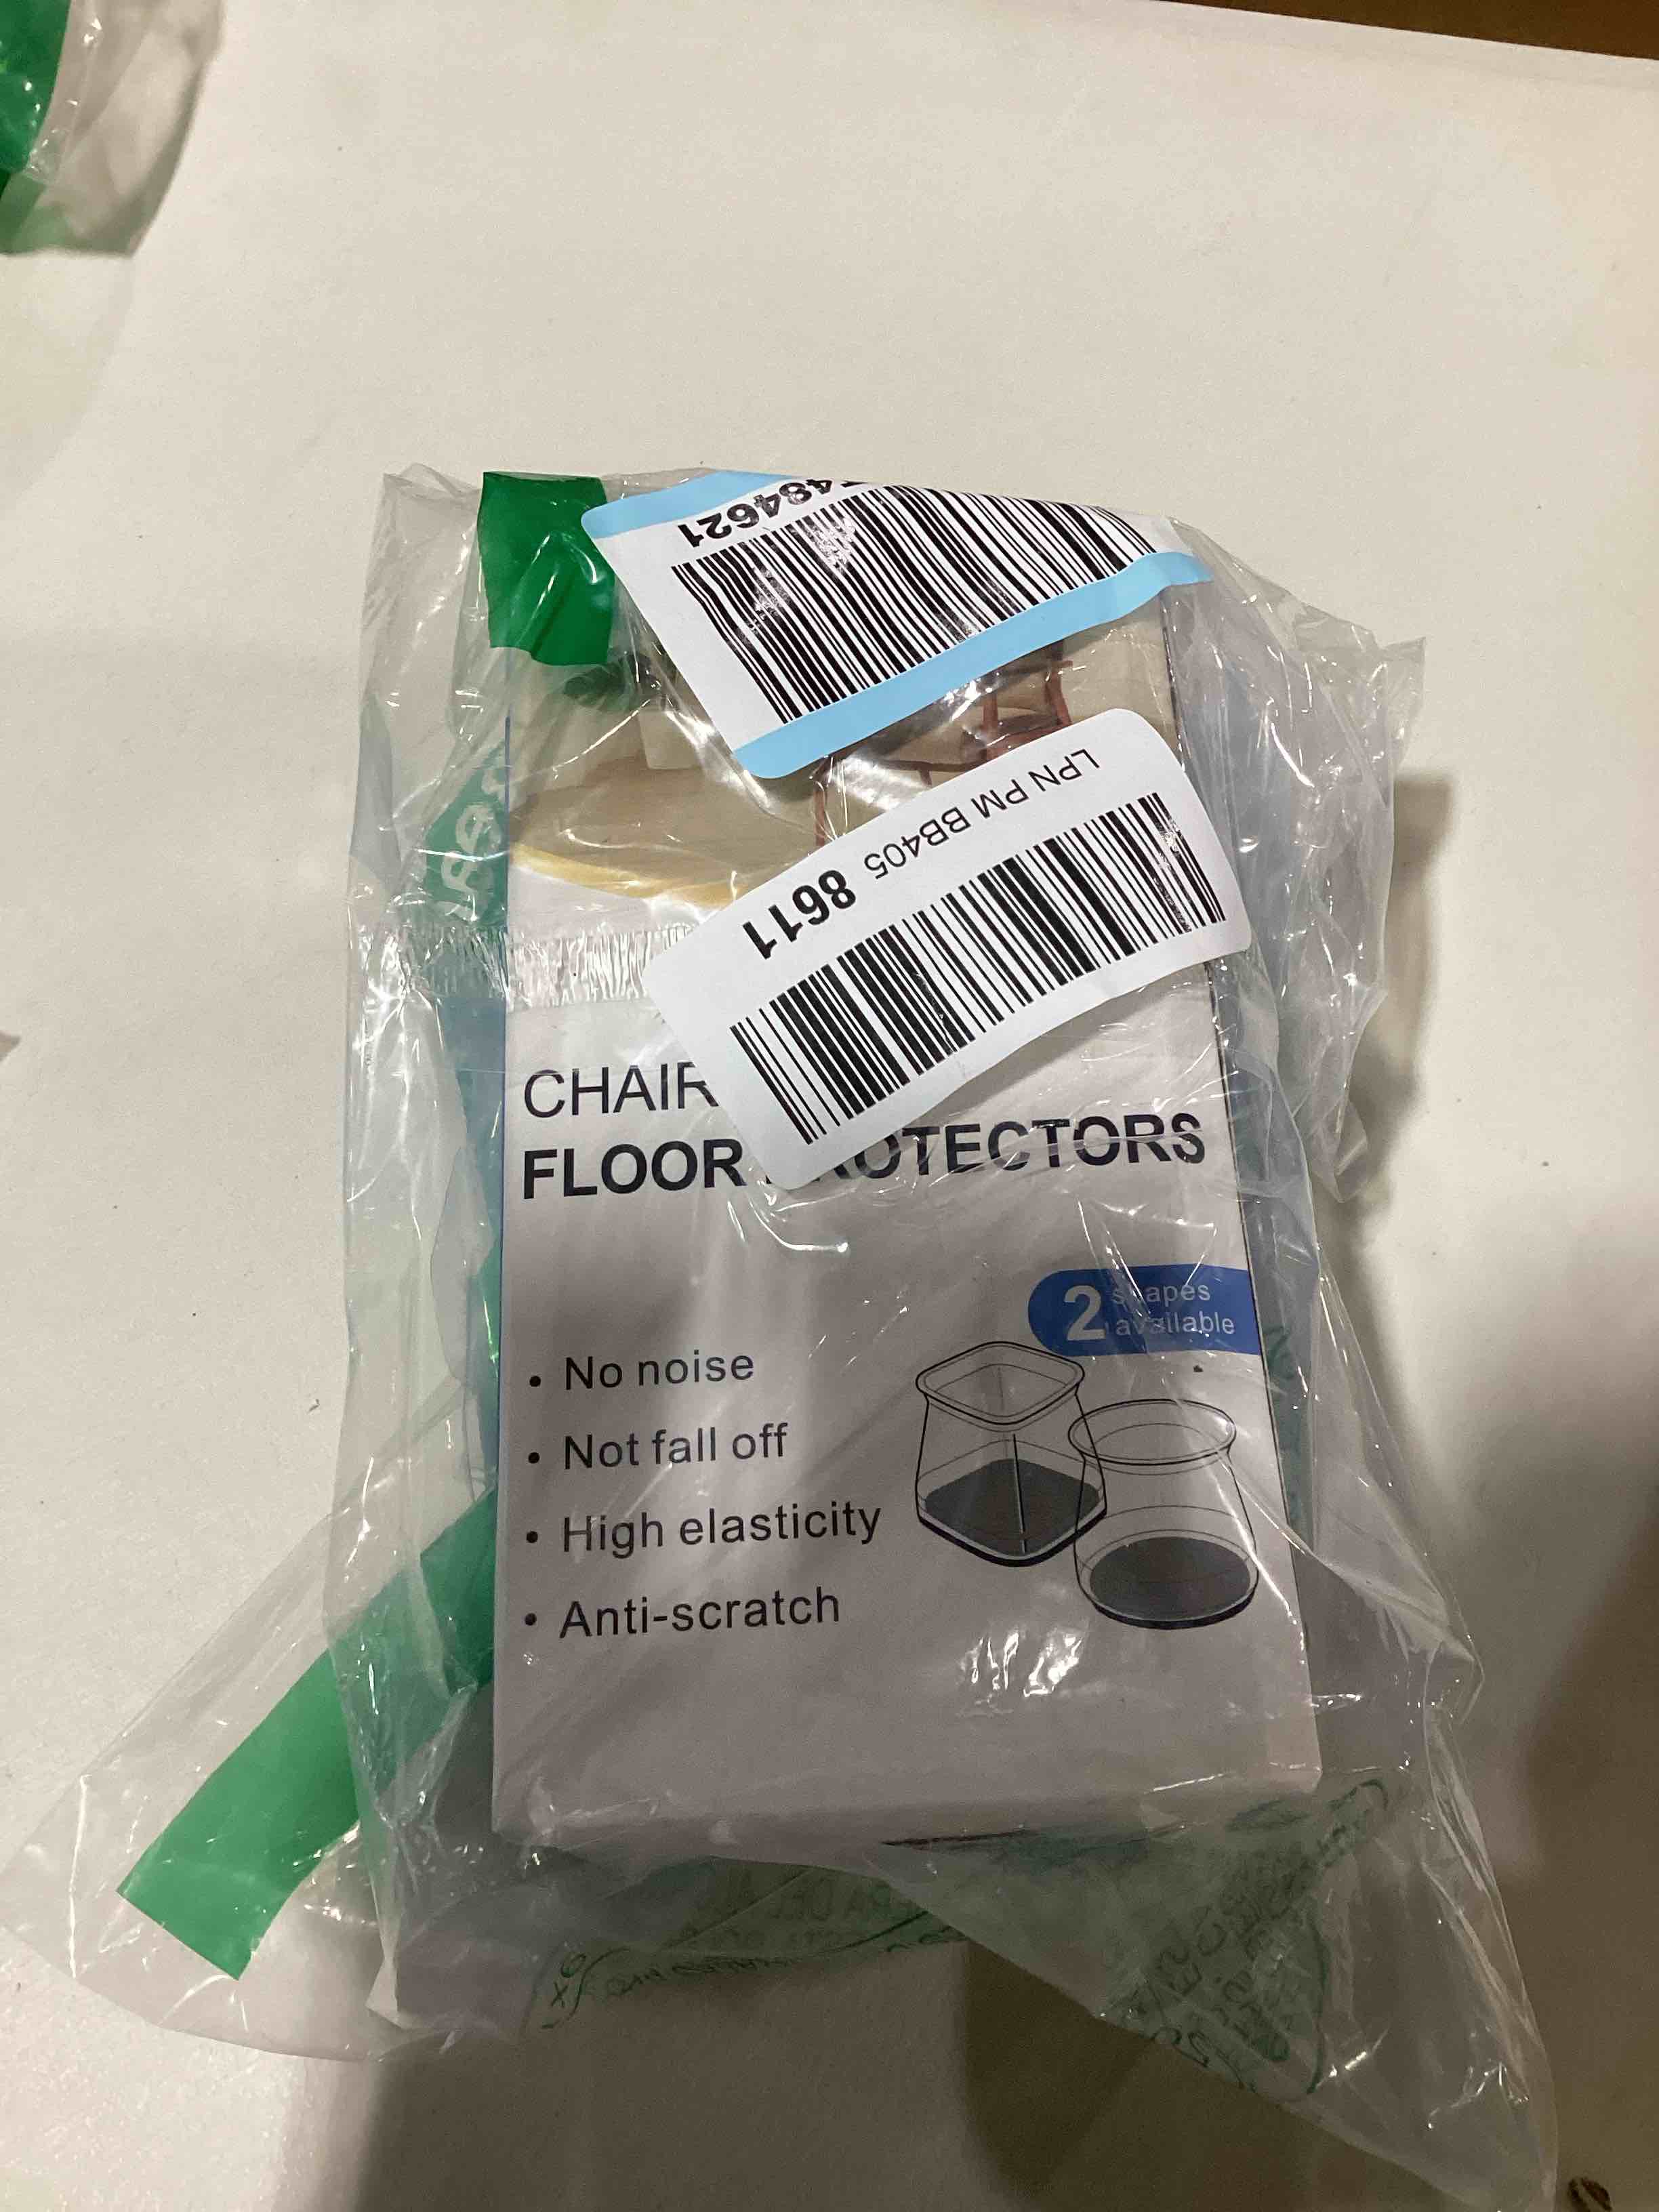 484621
LPN PM BB405 8611
CHAIR
FLOOR PROTECTORS
2 shapes
available
• No noise
• Not fall off
• High elasticity
• Anti-scratch